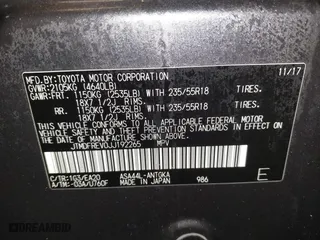 MFD.BY:TOYOTA MOTOR CORPORATION 11/17
GVWR:2105KG (4640LB)
GAWR:FRT. 1150KG (2535LB) WITH 235/55R18 TIRES.
18X7 1/2J RIMS.
RR. 1150KG (2535LB) WITH 235/55R18 TIRES.
18X7 1/2J RIMS.
THIS VEHICLE CONFORMS TO ALL APPLICABLE
FEDERAL MOTOR VEHICLE SAFETY AND
THEFT PREVENTION STANDARDS IN EFFECT ON
THE DATE OF MANUFACTURE SHOWN ABOVE.
JTMDFREV0JJ192265 MPV
C/TR:1G3/EA20 ASA44L-ANTGKA
A/TM:-03A/U760F MADE IN JAPAN 986 E
DREAMBID